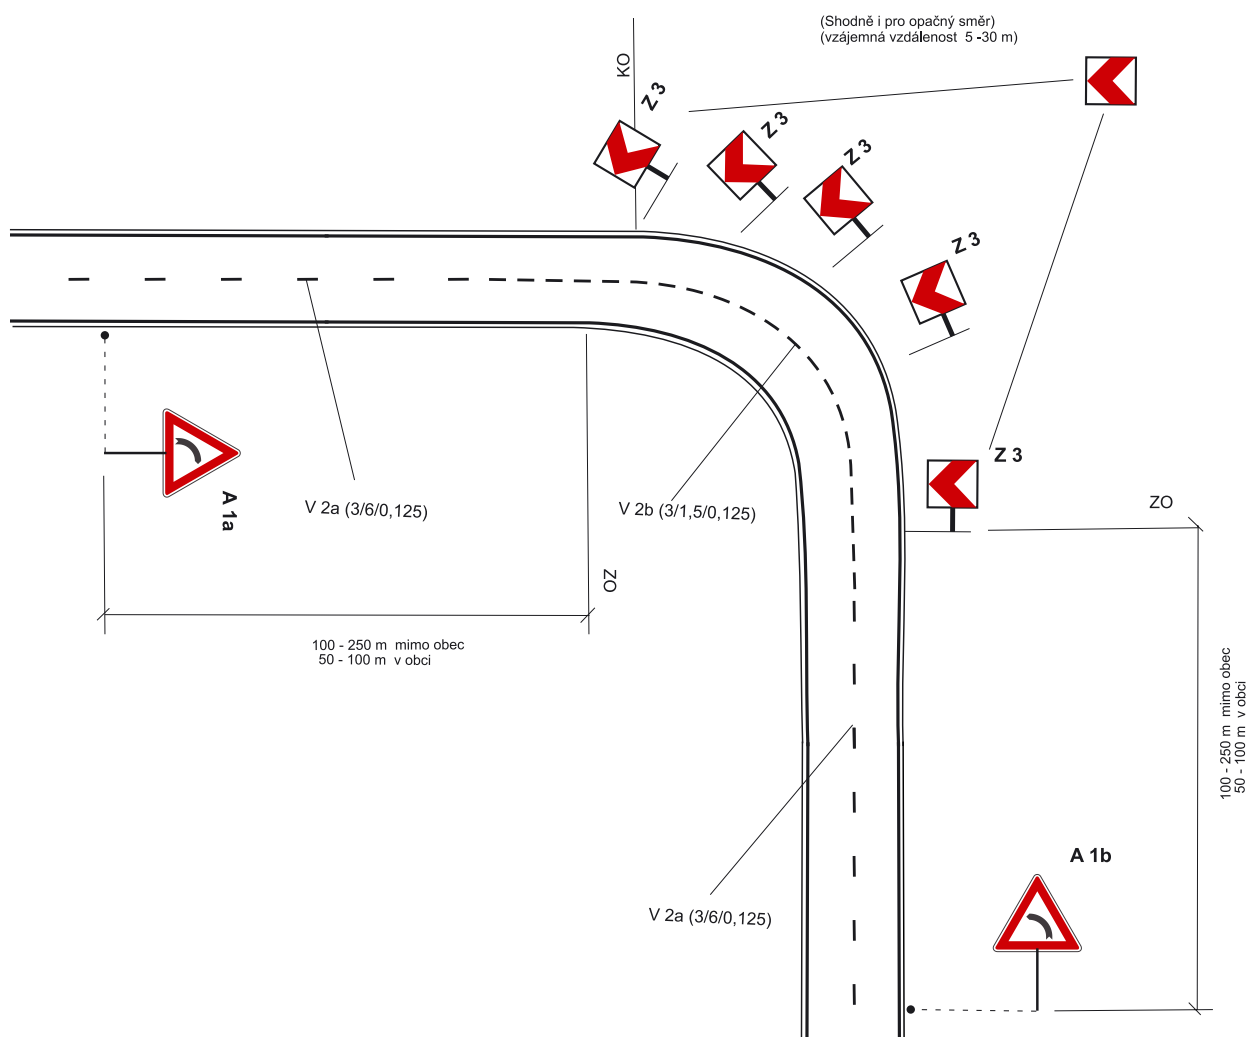 (Shodně i pro opačný směr)
(vzájemná vzdálenost 5 -30 m)
KO
Z 3
Z 3
Z 3
Z 3
Z 3
ZO
A 1a
V 2a (3/6/0,125)
V 2b (3/1,5/0,125)
OZ
100 - 250 m mimo obec
50 - 100 m v obci
100 - 250 m mimo obec
50 - 100 m v obci
A 1b
V 2a (3/6/0,125)